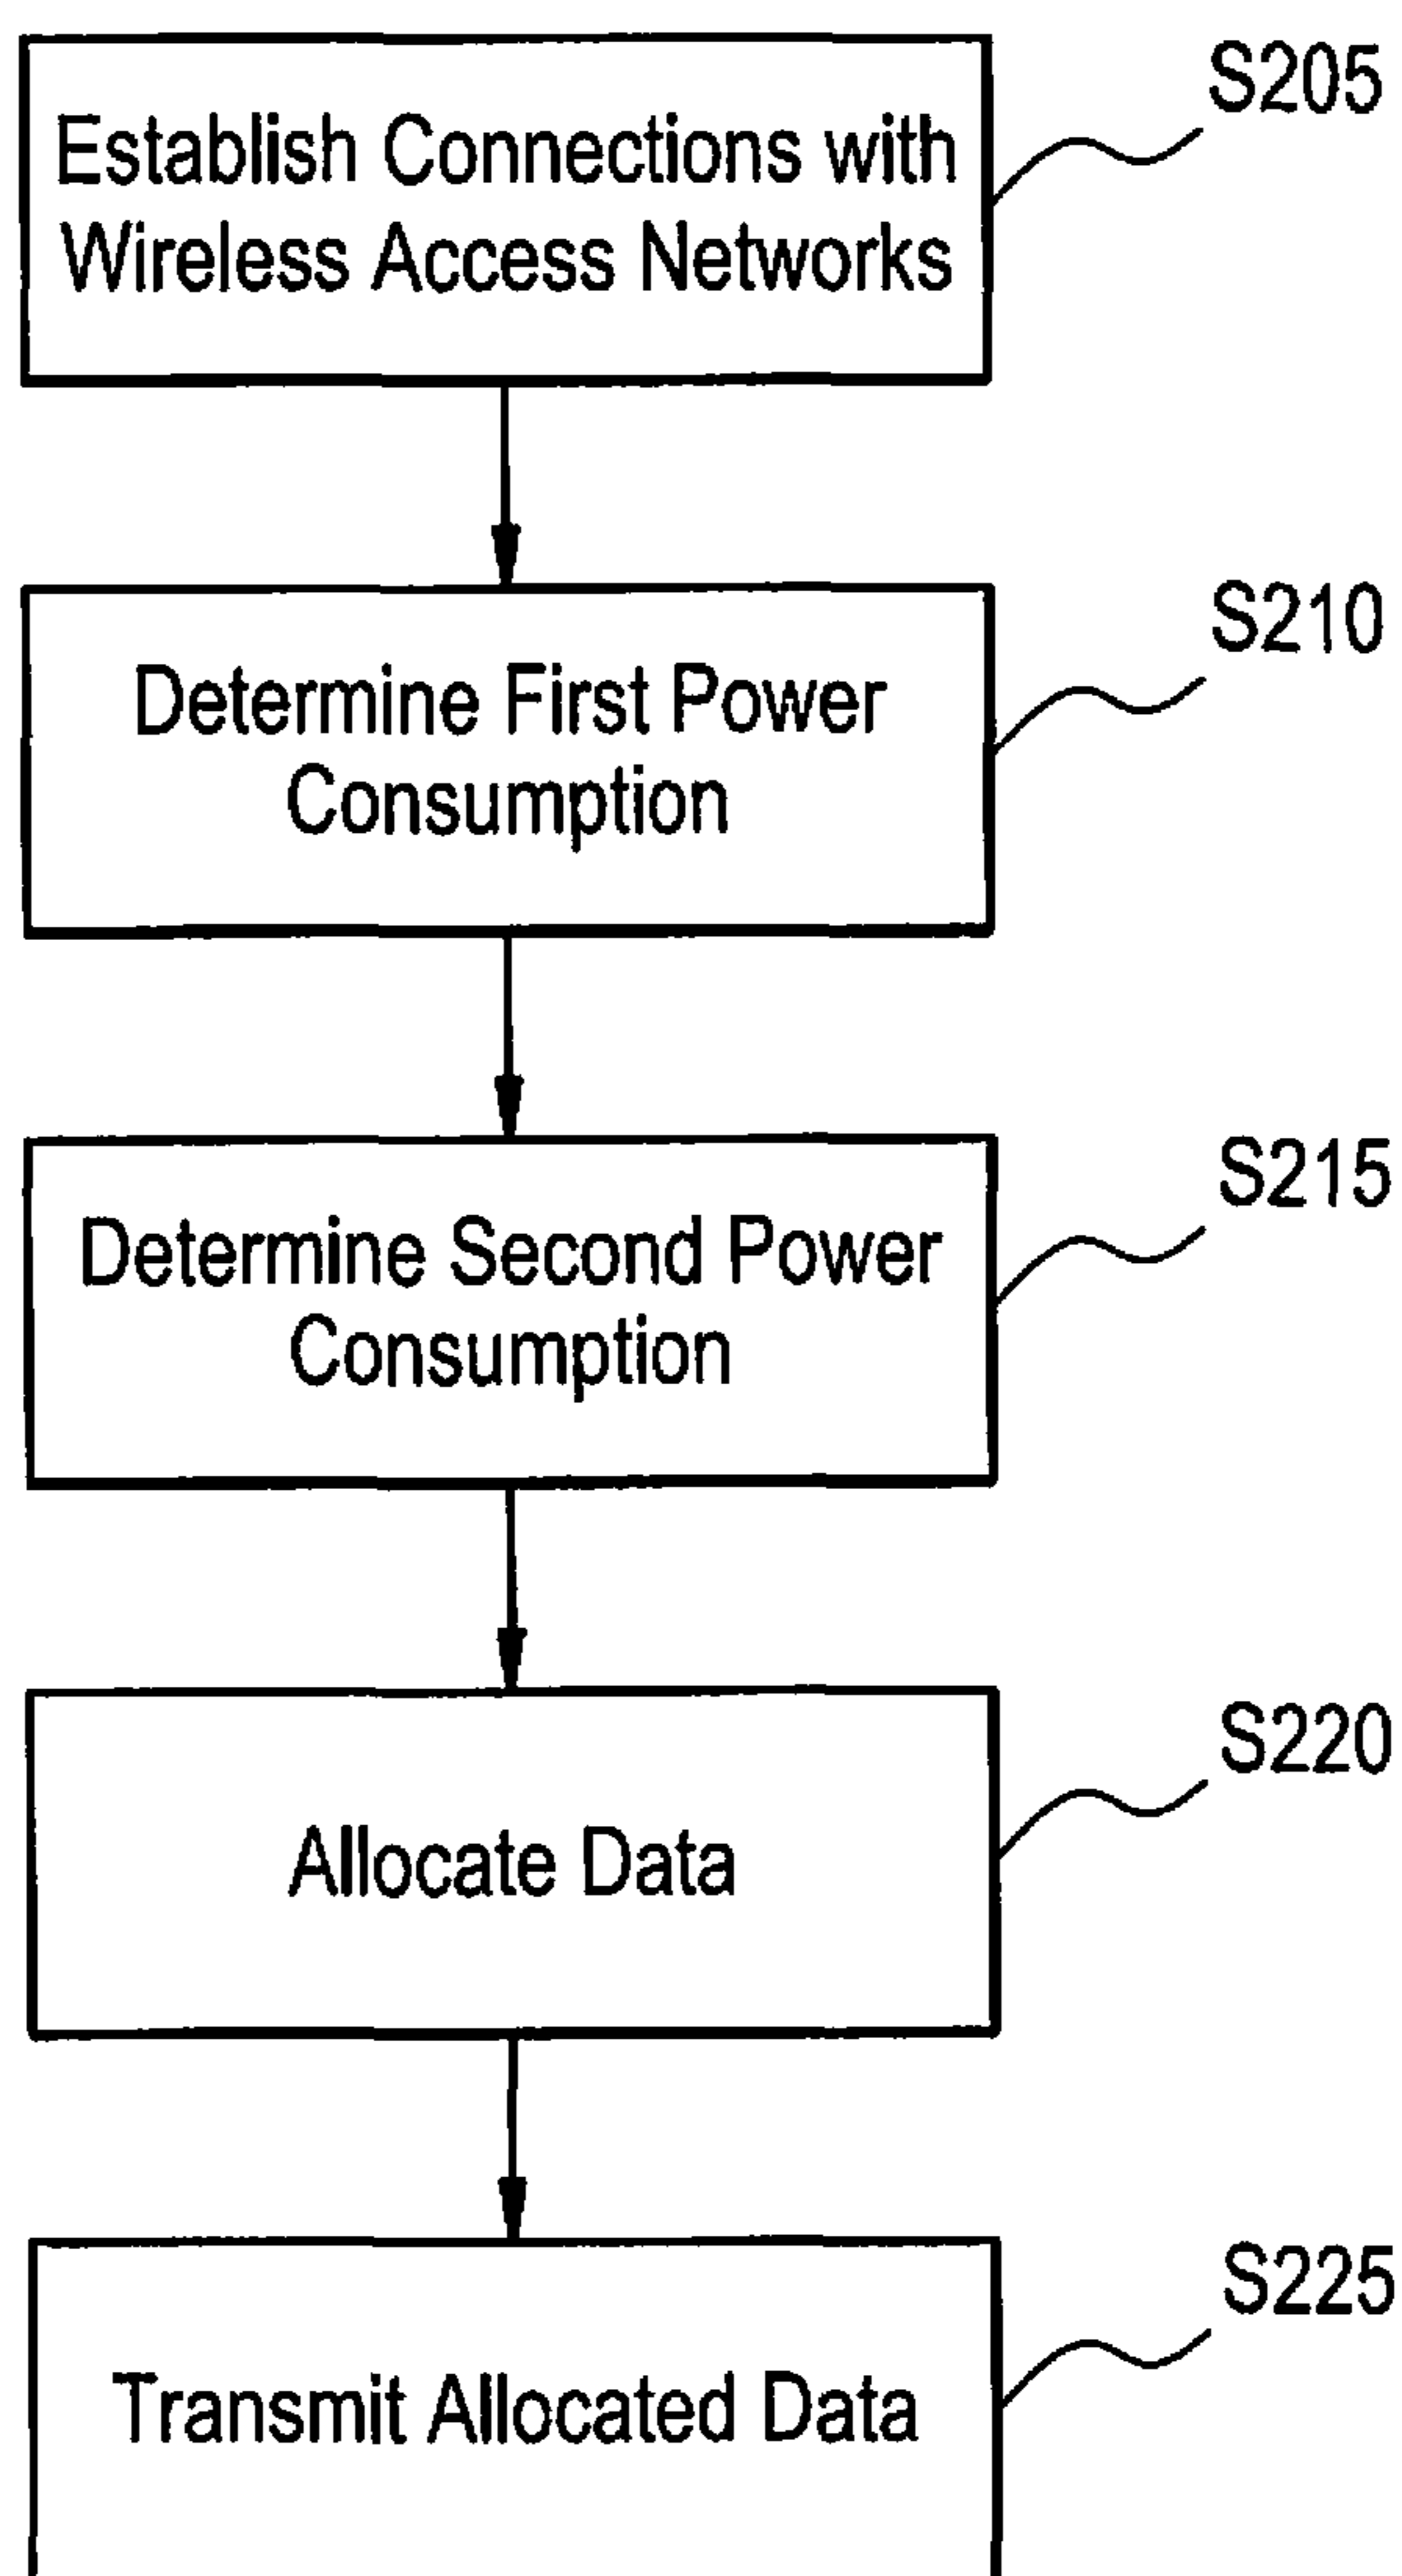 S205
Establish Connections with
Wireless Access Networks
S210
Determine First Power
Consumption
S215
Determine Second Power
Consumption
S220
Allocate Data
S225
Transmit Allocated Data